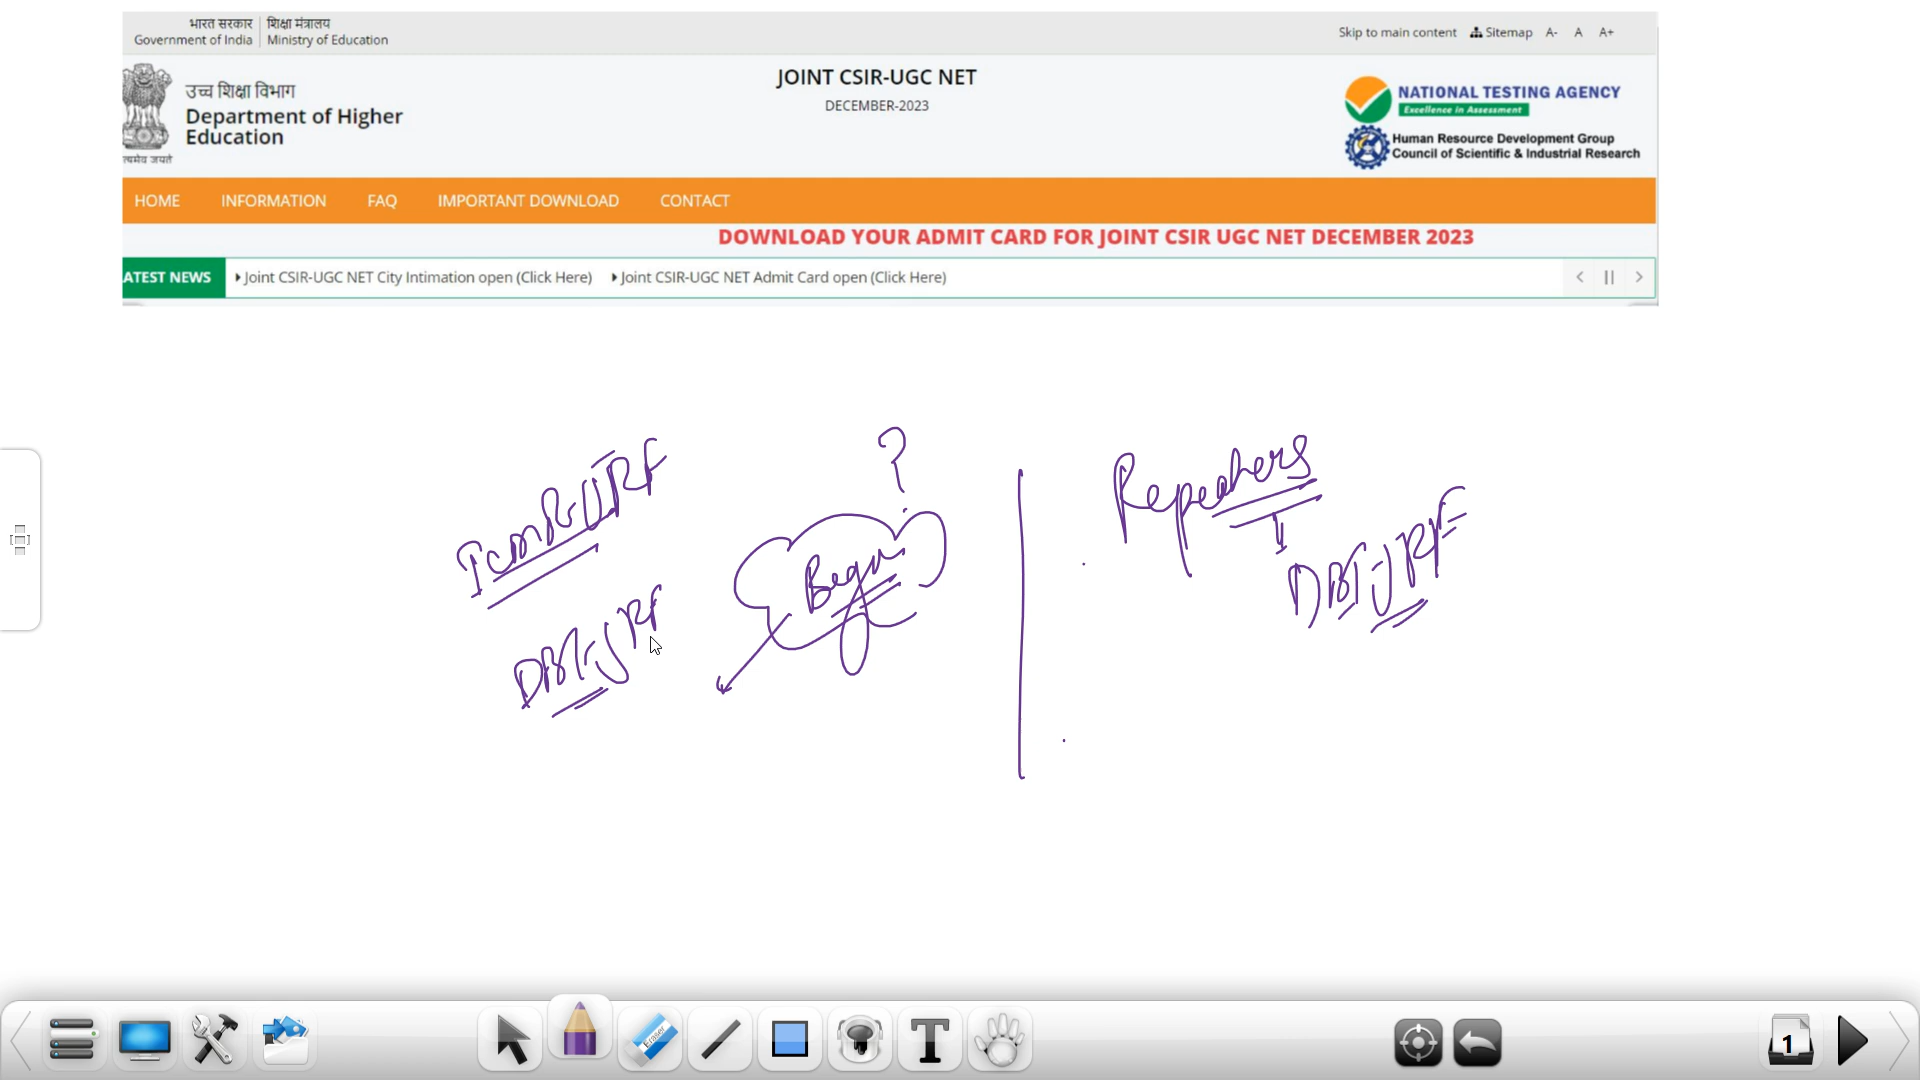 भारत सरकार शिक्षा मंत्रालय
Government of India Ministry of Education
Skip to main content Sitemap A- A A+
उच्च शिक्षा विभाग
Department of Higher
Education
त्यमेव जयते
JOINT CSIR-UGC NET
DECEMBER-2023
NATIONAL TESTING AGENCY
Excellence in Assessment
Human Resource Development Group
Council of Scientific & Industrial Research
HOME INFORMATION FAQ IMPORTANT DOWNLOAD CONTACT
DOWNLOAD YOUR ADMIT CARD FOR JOINT CSIR UGC NET DECEMBER 2023
ATEST NEWS Joint CSIR-UGC NET City Intimation open (Click Here) Joint CSIR-UGC NET Admit Card open (Click Here)
?
Repeaters
DBT-JRF
DBT-JRF
Eraser
T
1